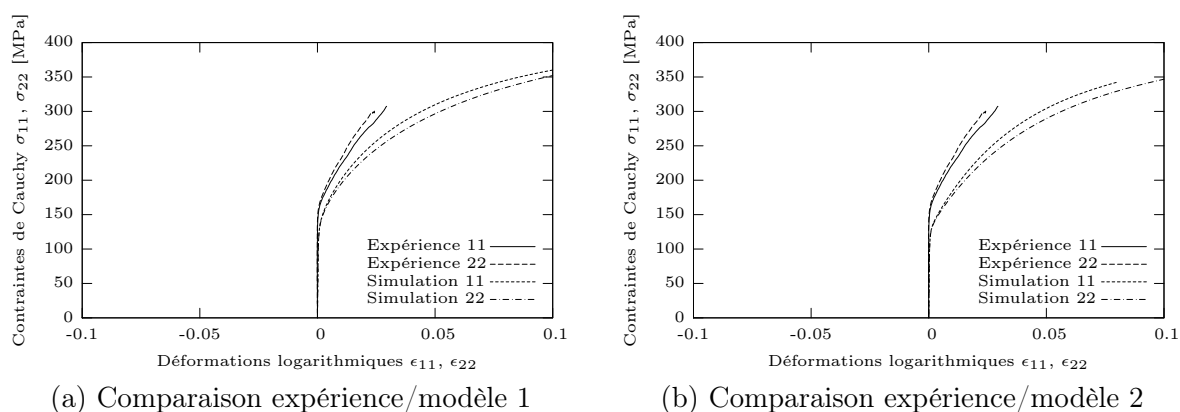 Contraintes de Cauchy σ11, σ22 [MPa]
400
350
300
250
200
150
100
50
0
-0.1
-0.05
0
0.05
0.1
Expérience 11
Expérience 22
Simulation 11
Simulation 22
Déformations logarithmiques ϵ11, ϵ22
(a) Comparaison expérience/modèle 1
Contraintes de Cauchy σ11, σ22 [MPa]
400
350
300
250
200
150
100
50
0
-0.1
-0.05
0
0.05
0.1
Expérience 11
Expérience 22
Simulation 11
Simulation 22
Déformations logarithmiques ϵ11, ϵ22
(b) Comparaison expérience/modèle 2